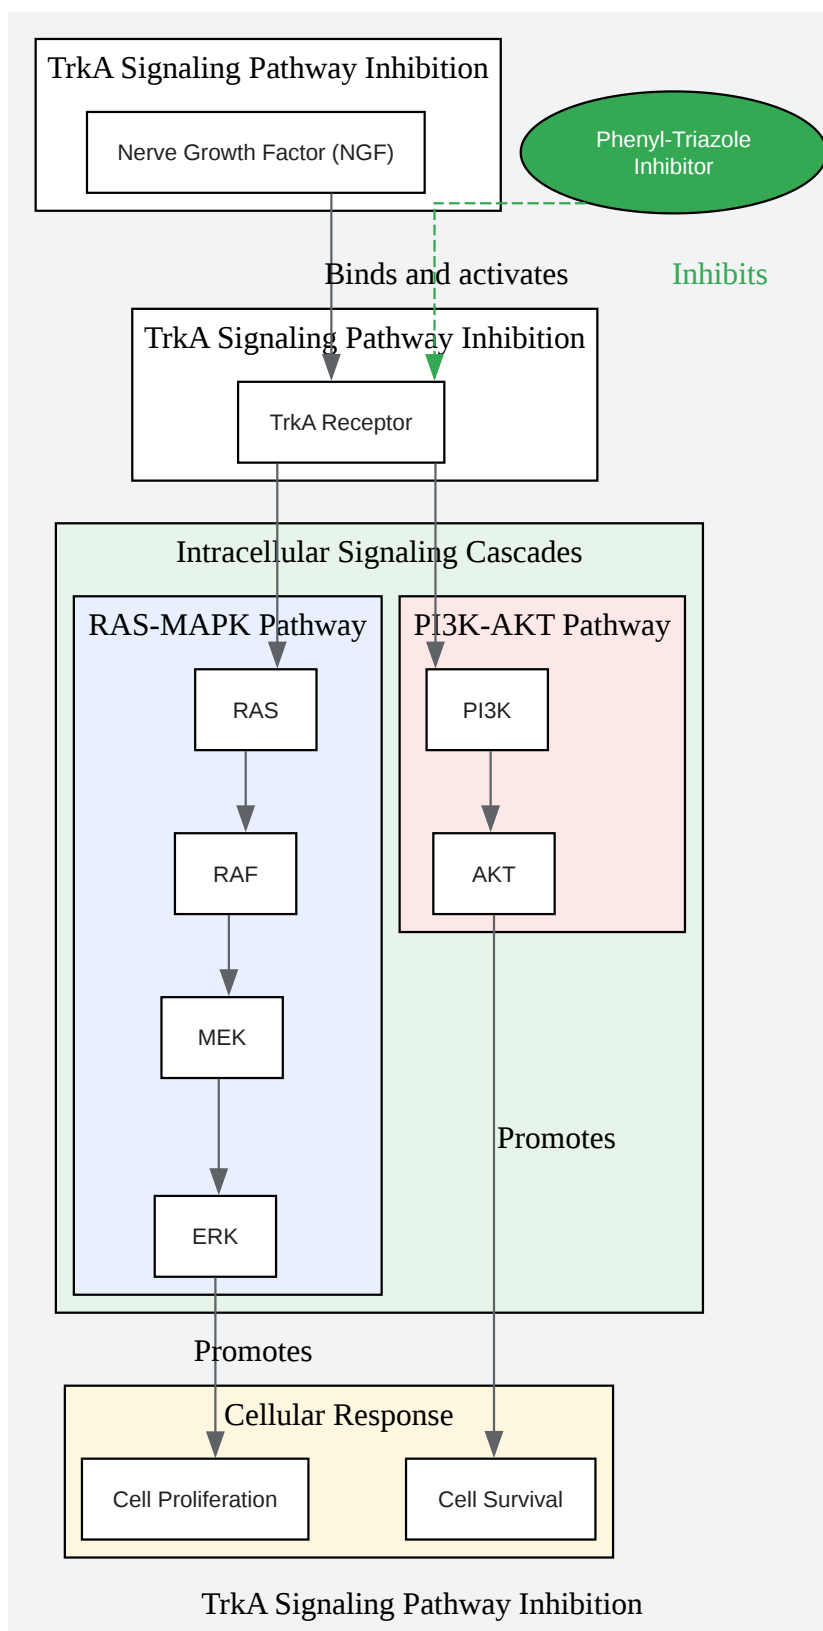 TrkA Signaling Pathway Inhibition
Nerve Growth Factor (NGF)
Phenyl-Triazole
Inhibitor
Binds and activates
Inhibits
TrkA Signaling Pathway Inhibition
TrkA Receptor
Intracellular Signaling Cascades
RAS-MAPK Pathway
PI3K-AKT Pathway
RAS
PI3K
RAF
AKT
MEK
Promotes
ERK
Promotes
Cellular Response
Cell Proliferation
Cell Survival
TrkA Signaling Pathway Inhibition